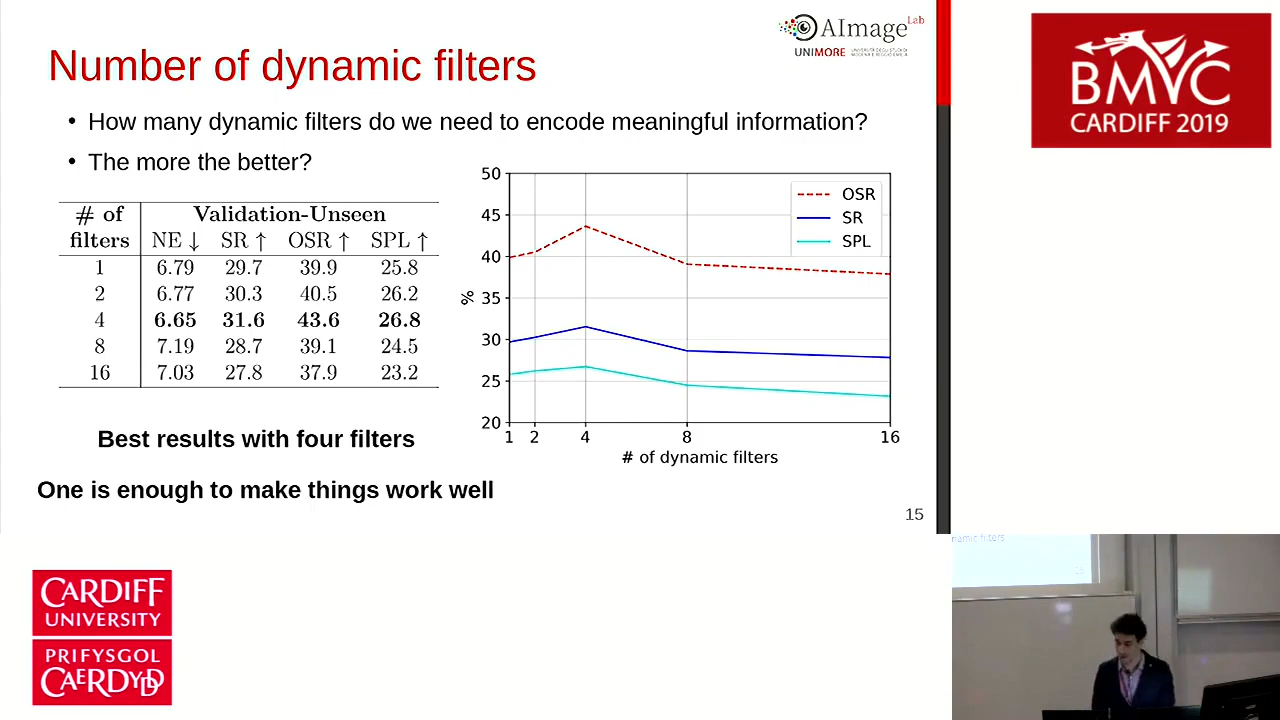 AImage Lab
UNIMORE
Number of dynamic filters
• How many dynamic filters do we need to encode meaningful information?
• The more the better?
# of filters Validation-Unseen
NE ↓ SR ↑ OSR ↑ SPL ↑
1 6.79 29.7 39.9 25.8
2 6.77 30.3 40.5 26.2
4 6.65 31.6 43.6 26.8
8 7.19 28.7 39.1 24.5
16 7.03 27.8 37.9 23.2
50
45
40
35
30
25
20
%
1 2 4 8 16
# of dynamic filters
OSR
SR
SPL
Best results with four filters
One is enough to make things work well
15
BMVC
CARDIFF 2019
CARDIFF
UNIVERSITY
PRIFYSGOL
CAERDYDD
namic filters